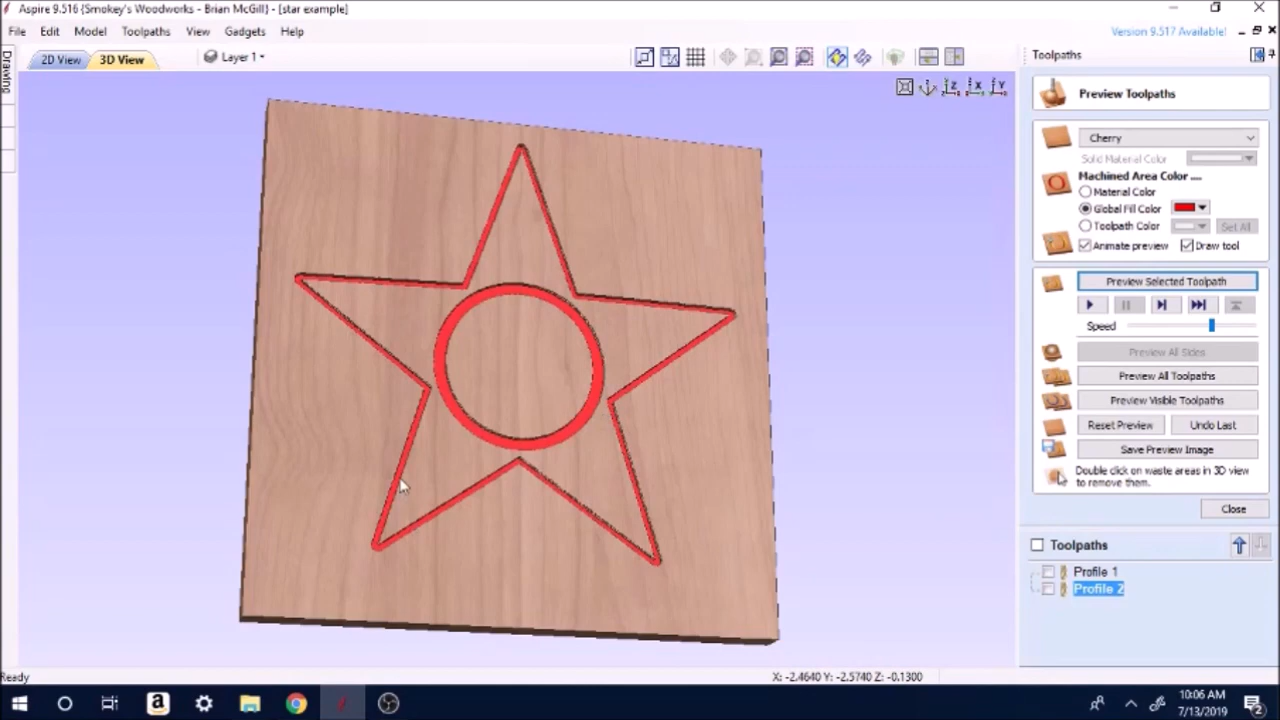 Aspire 9.516 {Smokey's Woodworks - Brian McGill} - [star example]
File Edit Model Toolpaths View Gadgets Help
Version 9.517 Available!
Drawing
2D View 3D View Layer 1
Toolpaths
Preview Toolpaths
Cherry
Solid Material Color
Machined Area Color ....
Material Color
Global Fill Color
Toolpath Color Set All
Animate preview Draw tool
Preview Selected Toolpath
Speed
Preview All Sides
Preview All Toolpaths
Preview Visible Toolpaths
Reset Preview Undo Last
Save Preview Image
Double click on waste areas in 3D view
to remove them.
Close
Toolpaths
Profile 1
Profile 2
Ready X: -2.4640 Y: -2.5740 Z: -0.1300
10:06 AM
7/13/2019
2